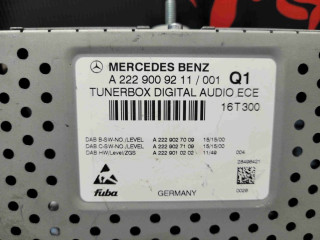 MERCEDES BENZ
A 222 900 92 11 / 001 Q1
TUNERBOX DIGITAL AUDIO ECE
16T300
DAB B-SW-NO./LEVEL A 222 902 70 09 15/15/00
DAB C-SW-NO./LEVEL A 222 902 71 09 15/15/00
DAB HW/Level/ZGS A 222 901 02 02 11/49 004
fuba
GERMANY